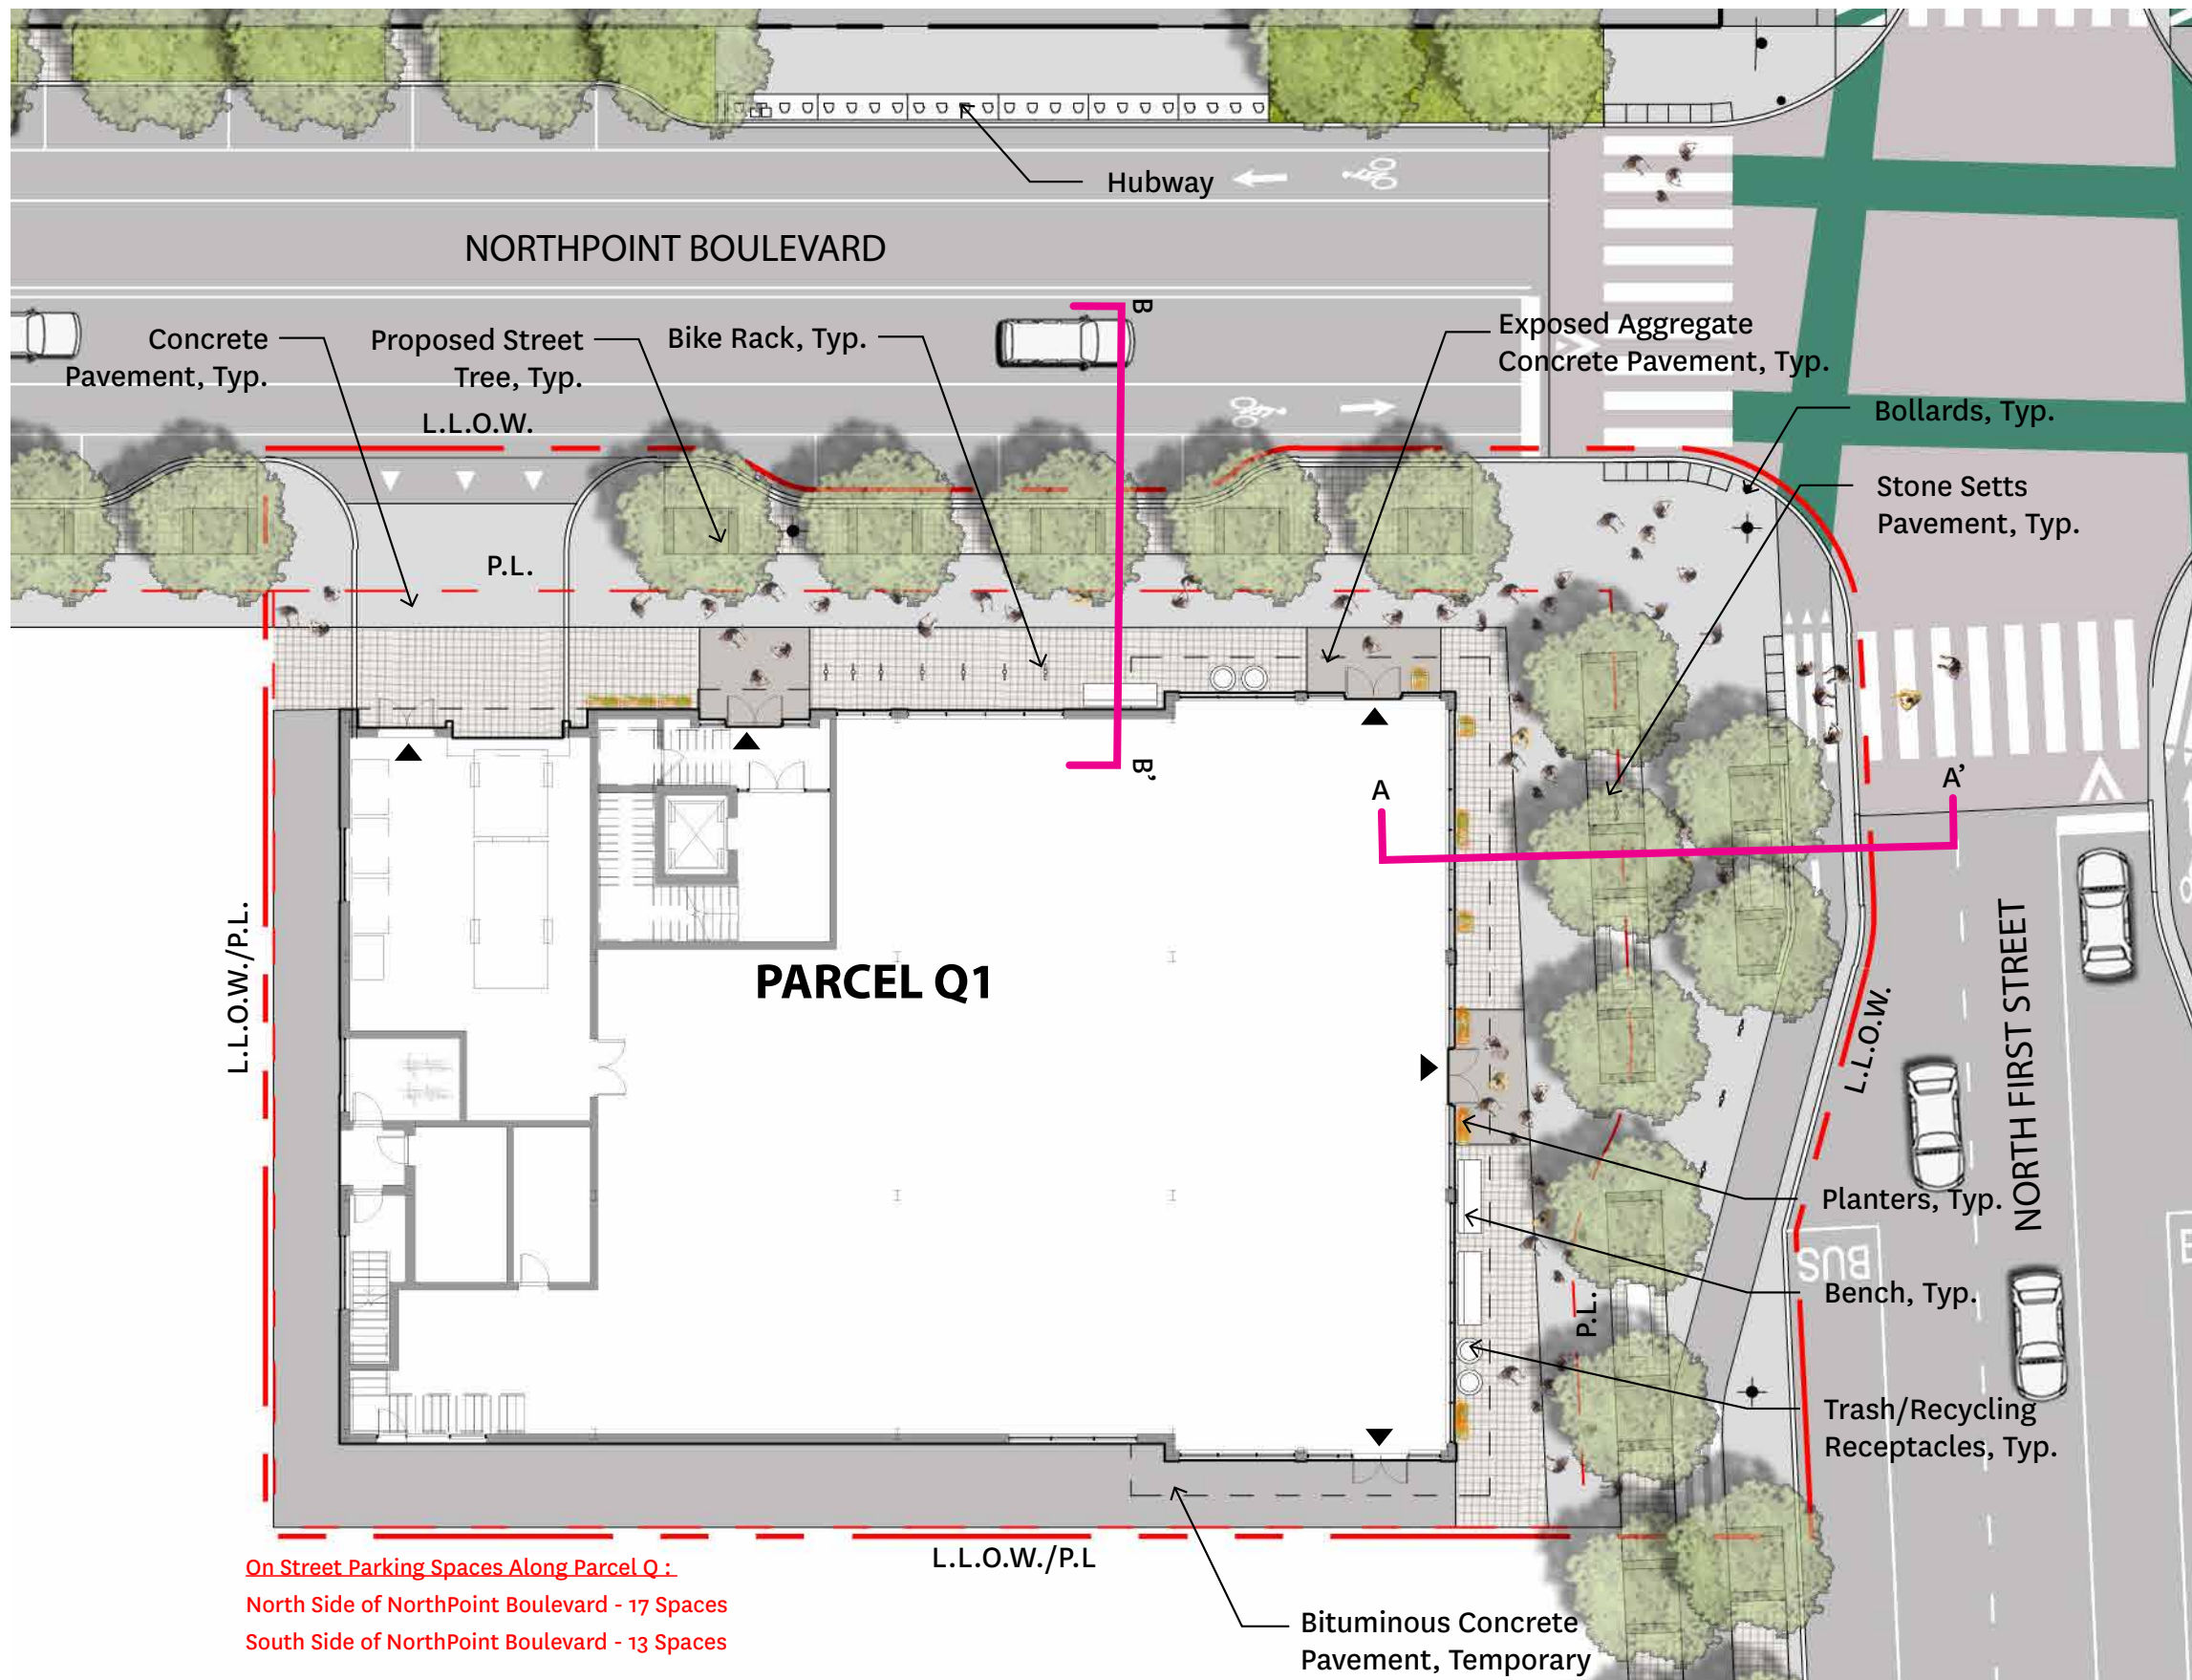 Hubway
NORTHPOINT BOULEVARD
B
Concrete
Pavement, Typ.
Proposed Street
Tree, Typ.
Bike Rack, Typ.
Exposed Aggregate
Concrete Pavement, Typ.
L.L.O.W.
Bollards, Typ.
Stone Setts
Pavement, Typ.
P.L.
B'
A
A'
L.L.O.W./P.L.
PARCEL Q1
NORTH FIRST STREET
L.L.O.W.
Planters, Typ.
BUS
Bench, Typ.
P.L.
Trash/Recycling
Receptacles, Typ.
L.L.O.W./P.L
On Street Parking Spaces Along Parcel Q :
North Side of NorthPoint Boulevard - 17 Spaces
South Side of NorthPoint Boulevard - 13 Spaces
Bituminous Concrete
Pavement, Temporary